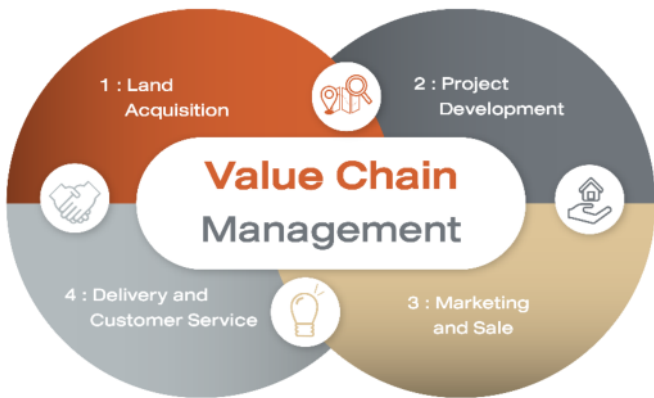 1 : Land
Acquisition
2 : Project
Development
Value Chain
Management
4 : Delivery and
Customer Service
3 : Marketing
and Sale